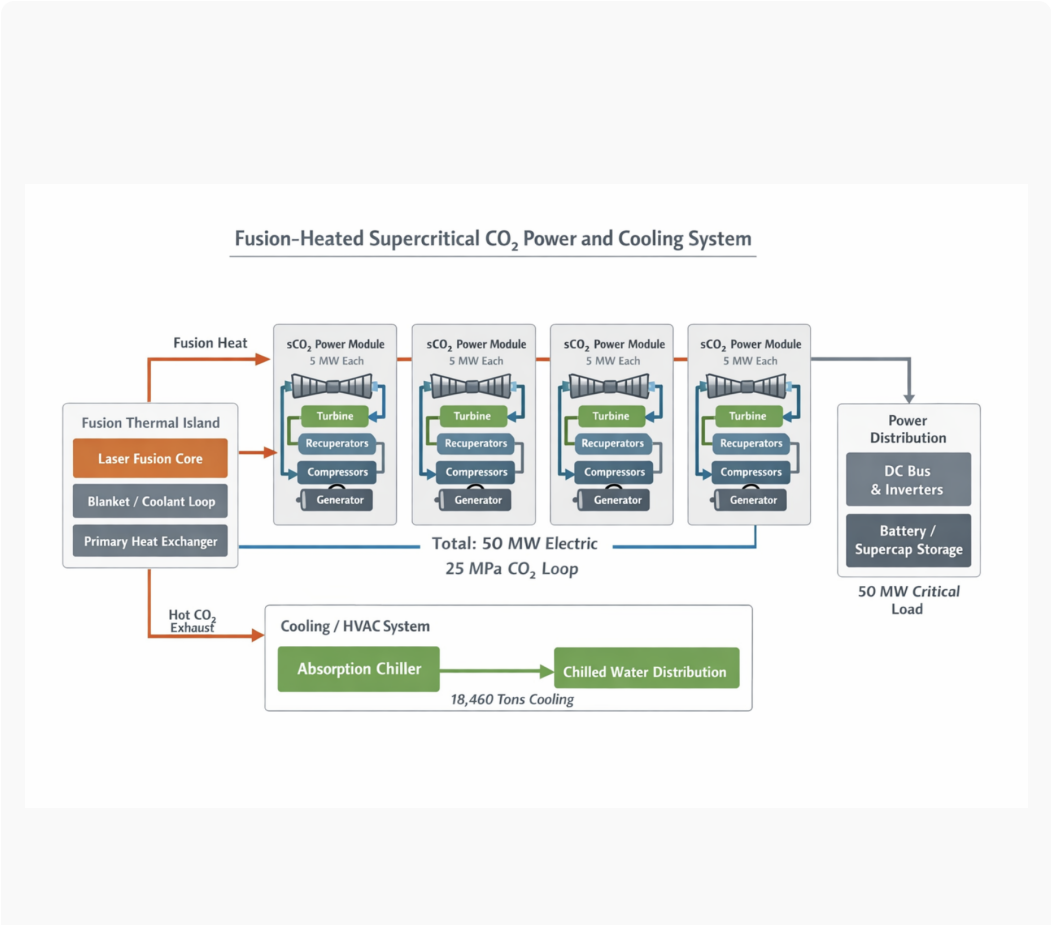 Fusion-Heated Supercritical CO₂ Power and Cooling System
Fusion Heat
Fusion Thermal Island
Laser Fusion Core
Blanket / Coolant Loop
Primary Heat Exchanger
sCO₂ Power Module
5 MW Each
Turbine
Recuperators
Compressors
Generator
sCO₂ Power Module
5 MW Each
Turbine
Recuperators
Compressors
Generator
sCO₂ Power Module
5 MW Each
Turbine
Recuperators
Compressors
Generator
sCO₂ Power Module
5 MW Each
Turbine
Recuperators
Compressors
Generator
Total: 50 MW Electric
25 MPa CO₂ Loop
Power
Distribution
DC Bus
& Inverters
Battery /
Supercap Storage
50 MW Critical
Load
Hot CO₂
Exhaust
Cooling / HVAC System
Absorption Chiller
Chilled Water Distribution
18,460 Tons Cooling